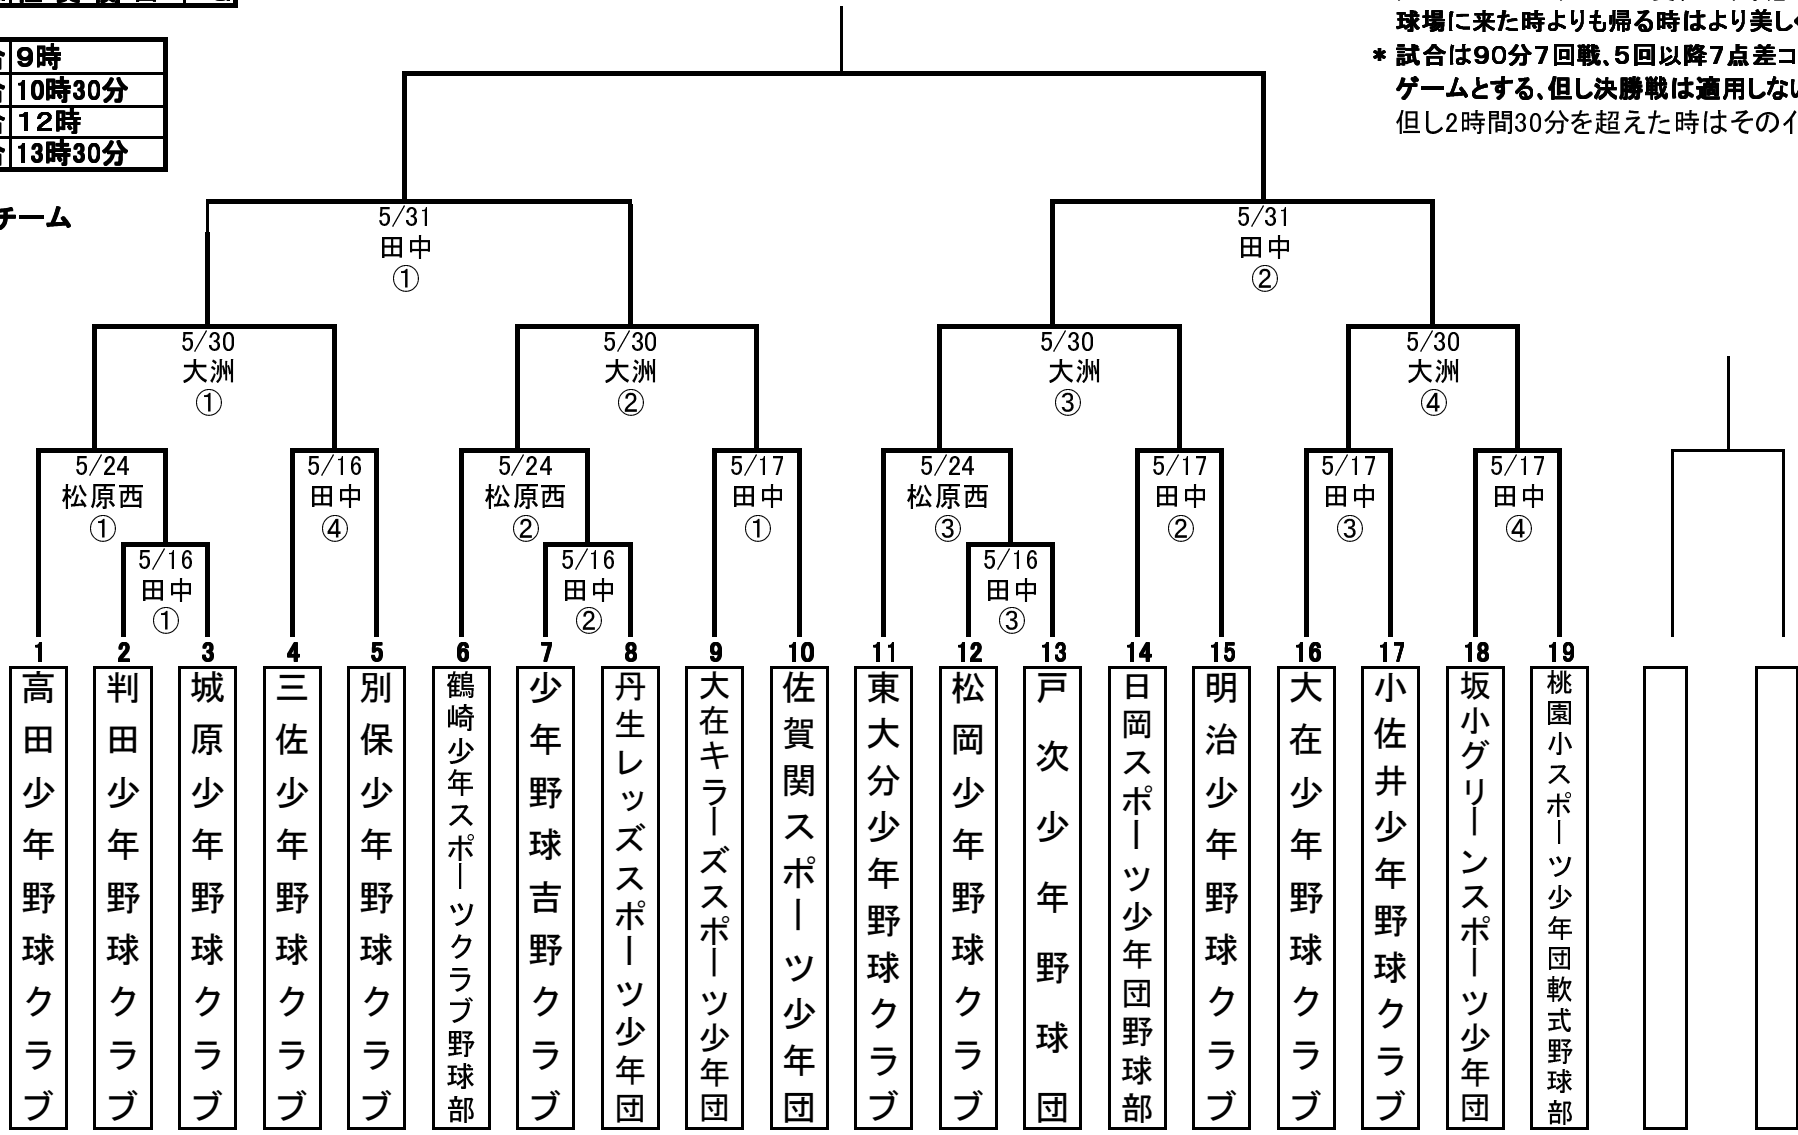 9時
10時30分
12時
13時30分
チーム
球場に来た時よりも帰る時はより美し
* 試合は90分7回戦、5回以降7点差コ
ゲームとする、但し決勝戦は適用しない
但し2時間30分を超えた時はそのイ
5/31
田中
①
5/31
田中
②
5/30
大洲
①
5/30
大洲
②
5/30
大洲
③
5/30
大洲
④
5/24
松原西
①
5/16
田中
④
5/24
松原西
②
5/17
田中
①
5/24
松原西
③
5/17
田中
②
5/17
田中
③
5/17
田中
④
5/16
田中
①
5/16
田中
②
5/16
田中
③
1
高田少年野球クラブ
2
判田少年野球クラブ
3
城原少年野球クラブ
4
三佐少年野球クラブ
5
別保少年野球クラブ
6
鶴崎少年スポーツクラブ野球部
7
少年野球吉野クラブ
8
丹生レッズスポーツ少年団
9
大在キラーズスポーツ少年団
10
佐賀関スポーツ少年団
11
東大分少年野球クラブ
12
松岡少年野球クラブ
13
戸次少年野球団
14
日岡スポーツ少年団野球部
15
明治少年野球クラブ
16
大在少年野球クラブ
17
小佐井少年野球クラブ
18
坂小グリーンスポーツ少年団
19
桃園小スポーツ少年団軟式野球部